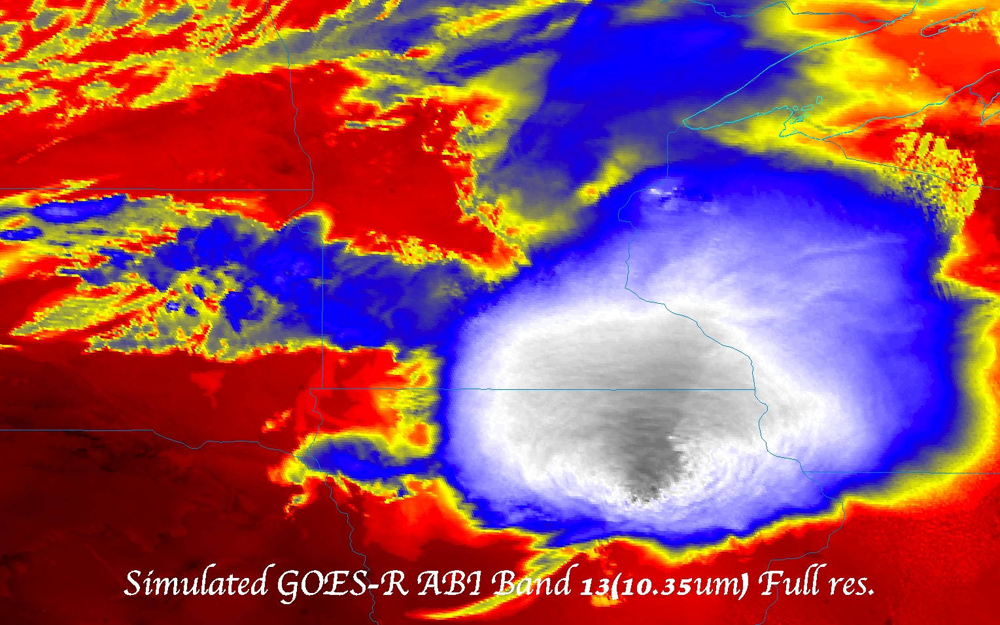 Simulated GOES-R ABI Band 13(10.35um) Full res.